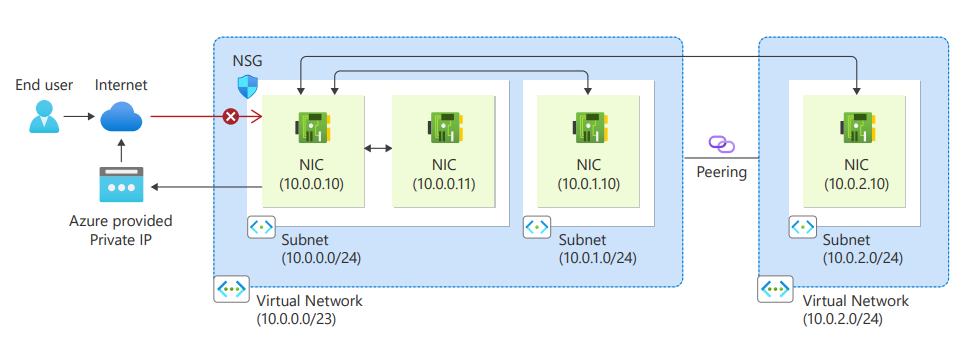 NSG
End user
Internet
NIC
(10.0.0.10)
NIC
(10.0.0.11)
NIC
(10.0.1.10)
Peering
NIC
(10.0.2.10)
Azure provided
Private IP
Subnet
(10.0.0.0/24)
Subnet
(10.0.1.0/24)
Subnet
(10.0.2.0/24)
Virtual Network
(10.0.0.0/23)
Virtual Network
(10.0.2.0/24)